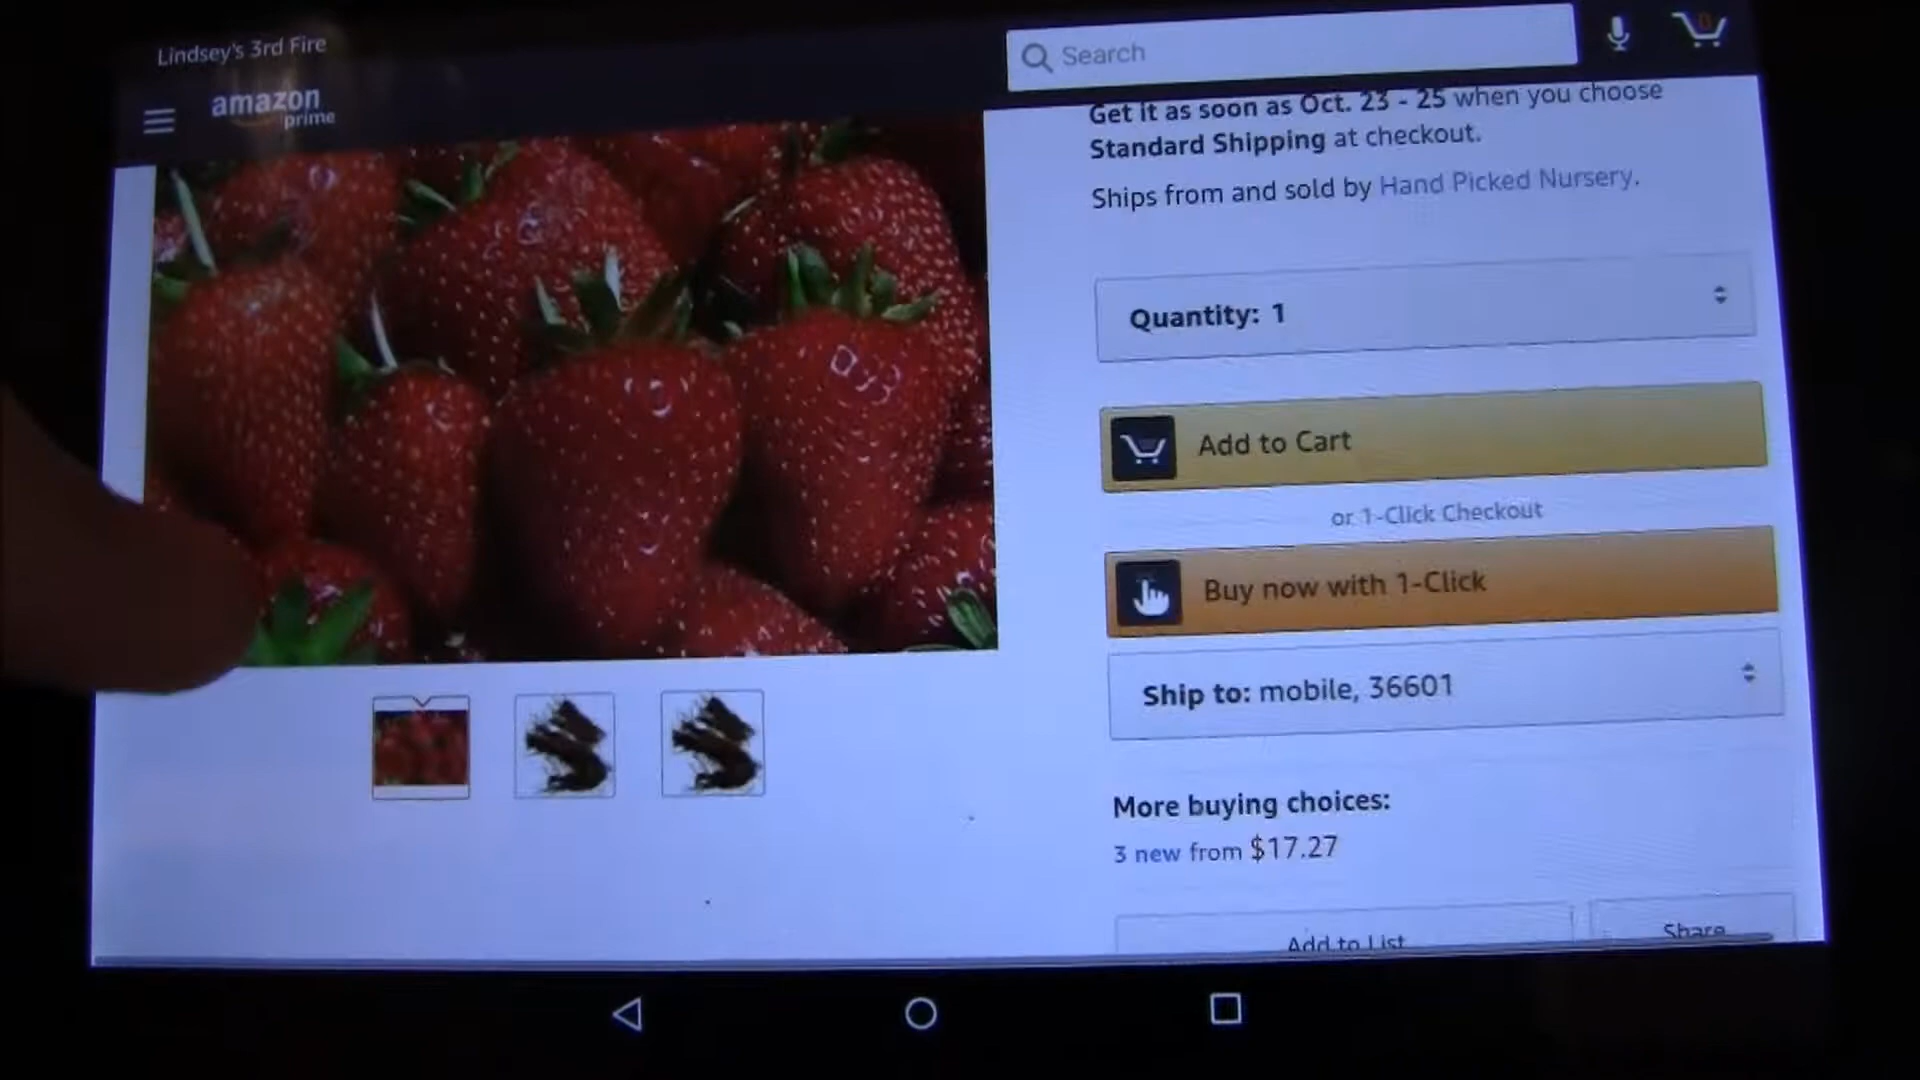 Lindsey's 3rd Fire
amazon
prime
Search
0
Get it as soon as Oct. 23 - 25 when you choose
Standard Shipping at checkout.
Ships from and sold by Hand Picked Nursery.
Quantity: 1
Add to Cart
or 1-Click Checkout
Buy now with 1-Click
Ship to: mobile, 36601
More buying choices:
3 new from $17.27
Add to List
Share